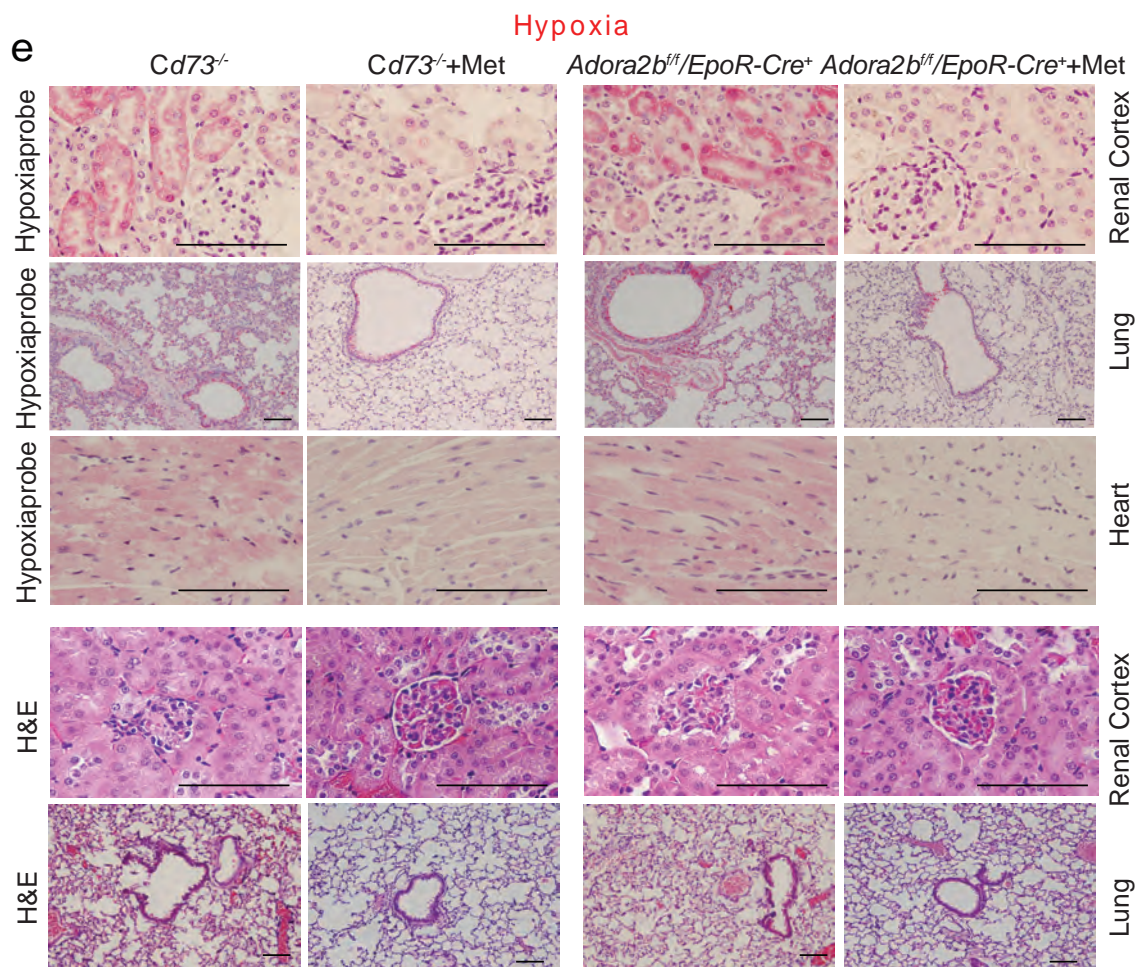 Hypoxia
e
Cd73-/-
Cd73-/-+Met
Adora2bf/f/EpoR-Cre+
Adora2bf/f/EpoR-Cre++Met
Hypoxiaprobe
Renal Cortex
Hypoxiaprobe
Lung
Hypoxiaprobe
Heart
H&E
Renal Cortex
H&E
Lung